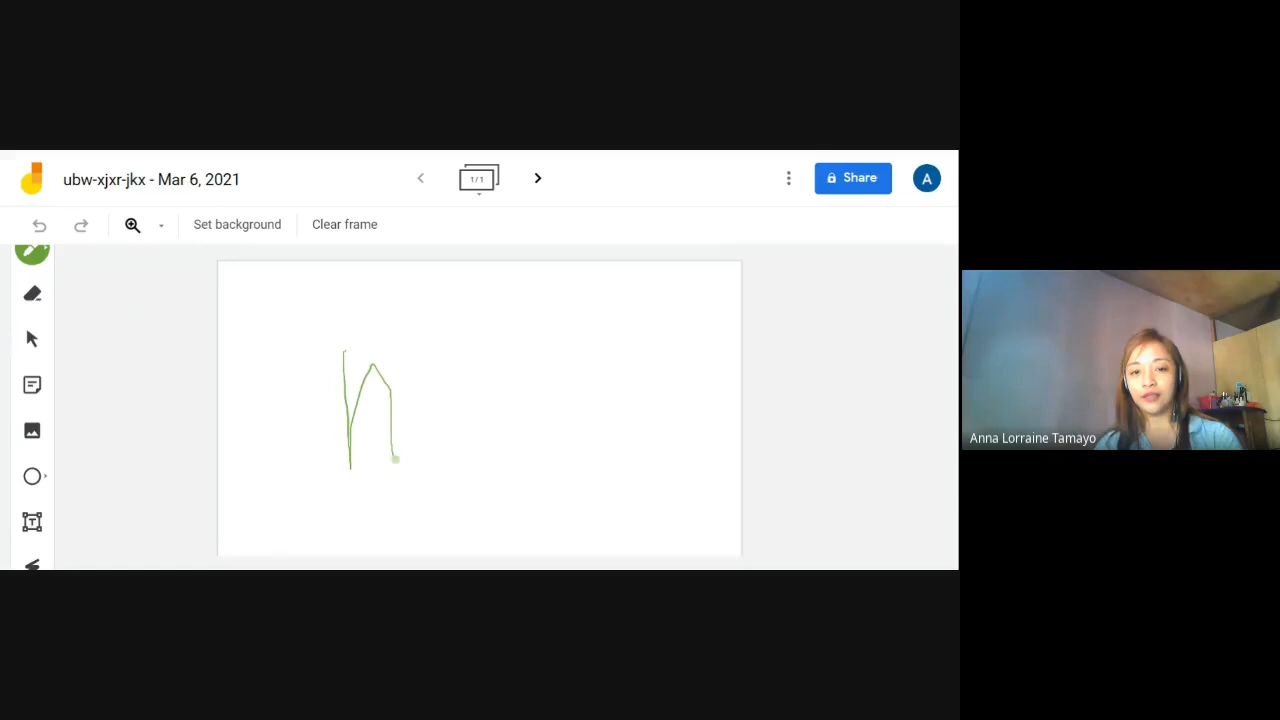 ubw-xjxr-jkx - Mar 6, 2021
1/1
Share
A
Set background
Clear frame
n
T
Anna Lorraine Tamayo